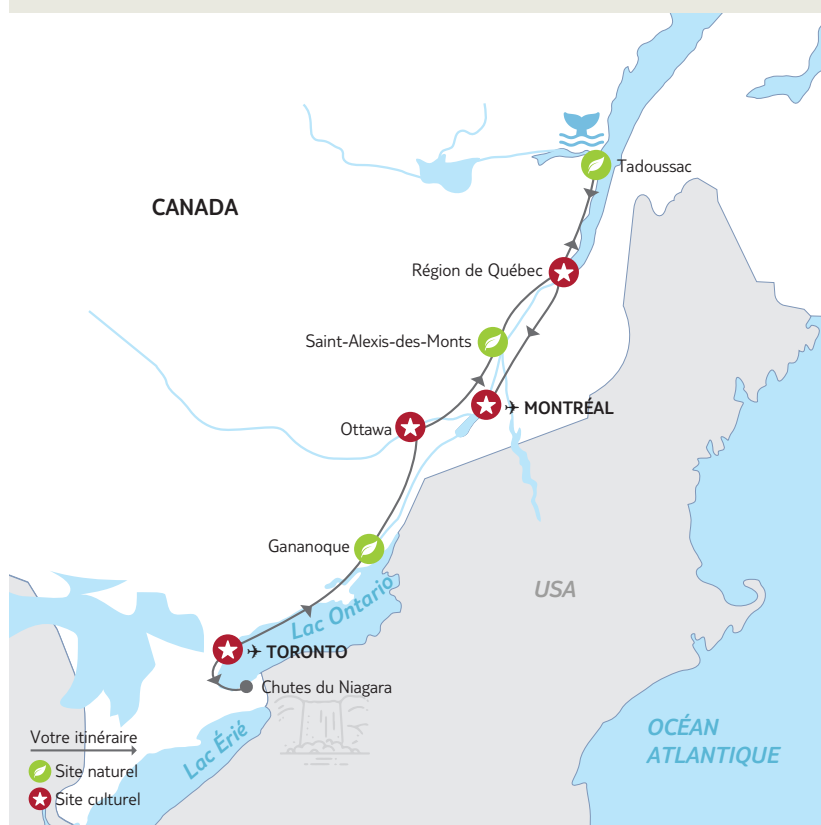 Tadoussac
CANADA
Région de Québec
Saint-Alexis-des-Monts
MONTRÉAL
Ottawa
Gananoque
USA
Lac Ontario
TORONTO
Chutes du Niagara
OCÉAN
ATLANTIQUE
Lac Érié
Votre itinéraire
Site naturel
Site culturel